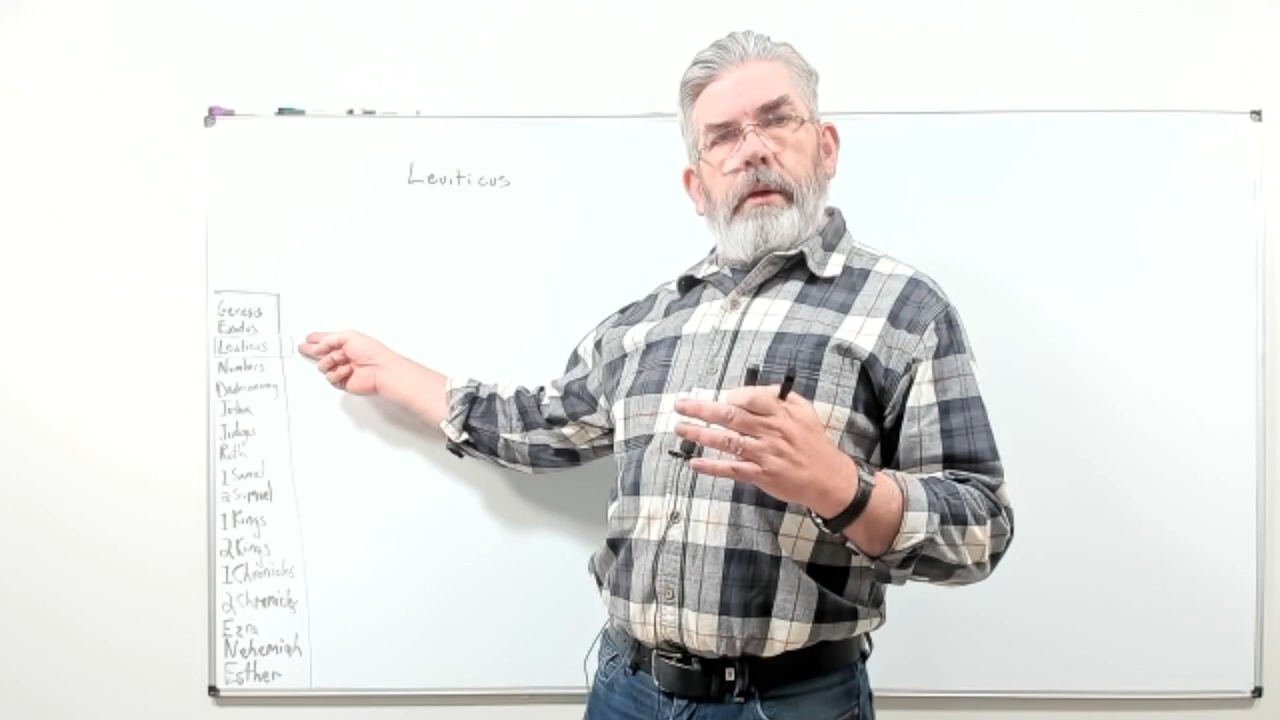 Leviticus
Genesis
Exodus
Leviticus
Numbers
Deuteronomy
Joshua
Judges
Ruth
1 Samuel
2 Samuel
1 Kings
2 Kings
1 Chronicles
2 Chronicles
Ezra
Nehemiah
Esther